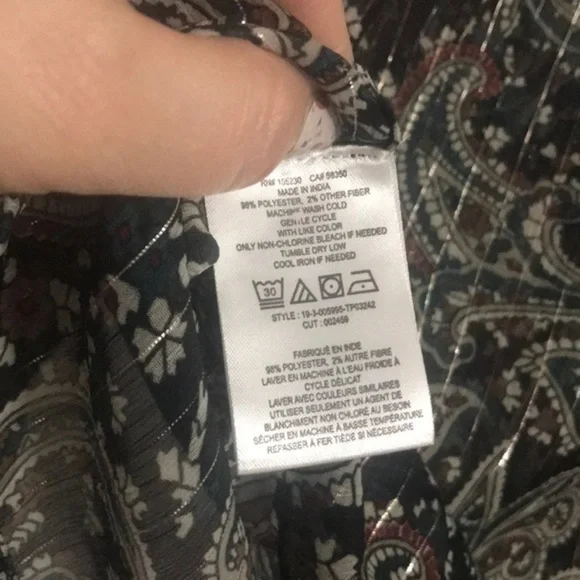 RN# 105230 CA# 58350
MADE IN INDIA
98% POLYESTER, 2% OTHER FIBER
MACHINE WASH COLD
GENTLE CYCLE
WITH LIKE COLOR
ONLY NON-CHLORINE BLEACH IF NEEDED
TUMBLE DRY LOW
COOL IRON IF NEEDED
30
STYLE : 19-3-005995-TP03242
CUT : 002459
FABRIQUÉ EN INDE
98% POLYESTER, 2% AUTRE FIBRE
LAVER EN MACHINE À L'EAU FROIDE À
CYCLE DÉLICAT
LAVER AVEC COULEURS SIMILAIRES
UTILISER SEULEMENT UN AGENT DE
BLANCHIMENT NON CHLORÉ AU BESOIN
SÉCHER EN MACHINE À BASSE TEMPÉRATURE
REPASSER À FER TIÈDE SI NÉCESSAIRE